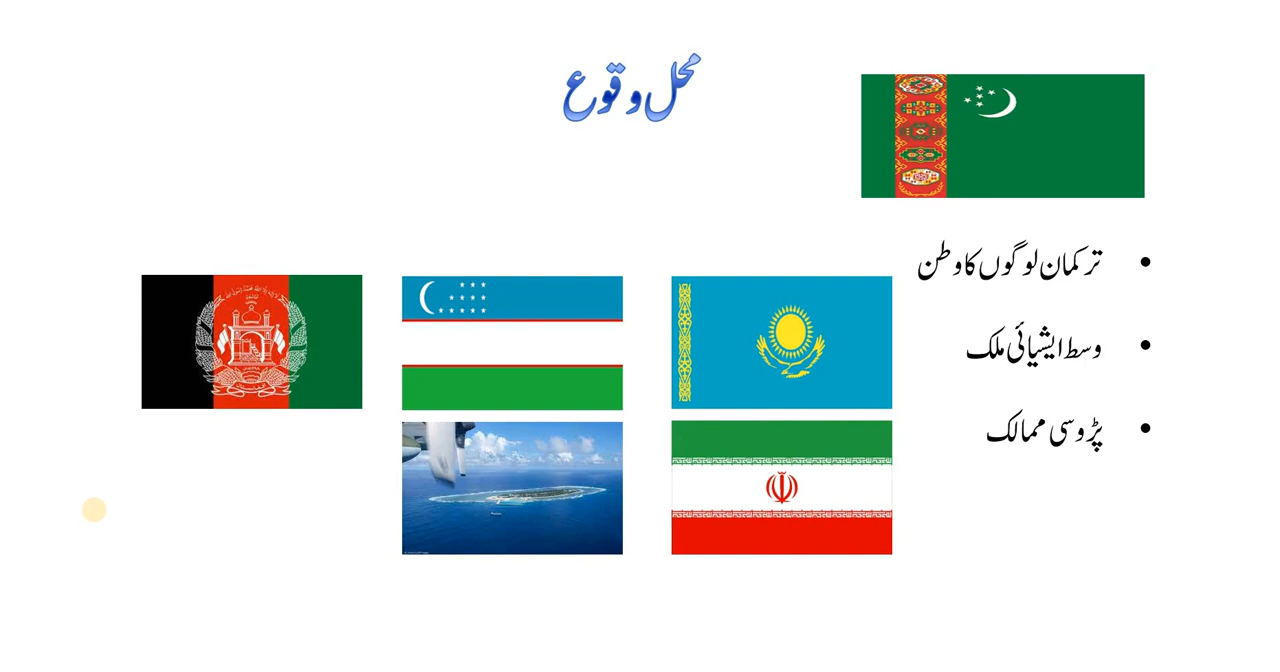 محل وقوع
ترکمان لوگوں کا وطن
وسط ایشیائی ملک
پڑوسی ممالک